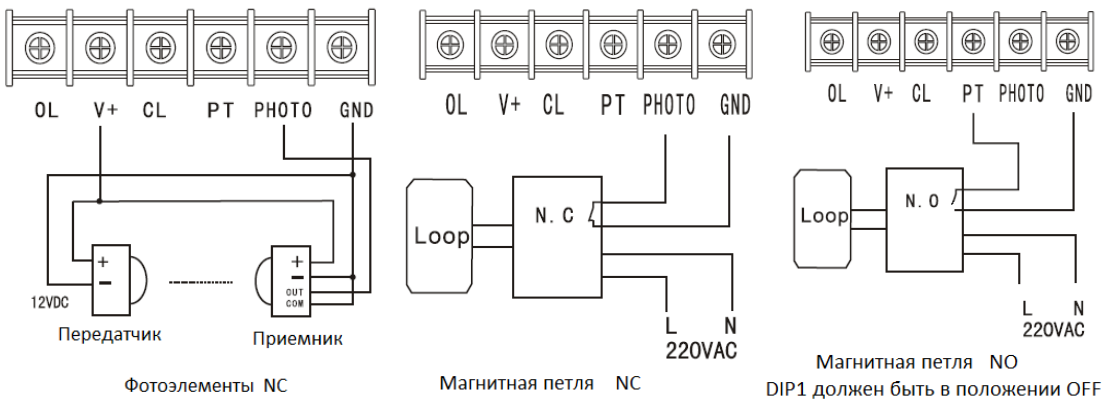 OL V+ CL PT PHOTO GND
+
−
12VDC
Передатчик
+
−
OUT
COM
Приемник
Фотоэлементы NC
OL V+ CL PT PHOTO GND
Loop
N. C
L N
220VAC
Магнитная петля NC
OL V+ CL PT PHOTO GND
Loop
N. O
L N
220VAC
Магнитная петля NO
DIP1 должен быть в положении OFF